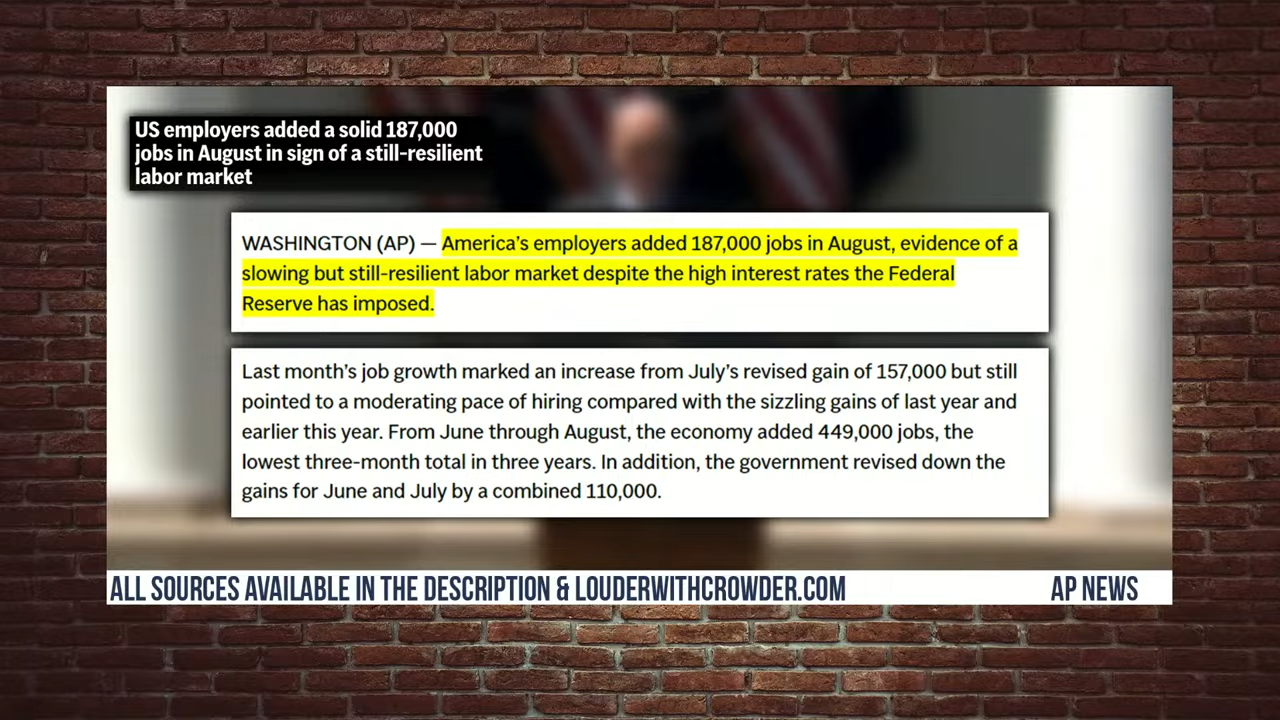 US employers added a solid 187,000
jobs in August in sign of a still-resilient
labor market
WASHINGTON (AP) — America's employers added 187,000 jobs in August, evidence of a
slowing but still-resilient labor market despite the high interest rates the Federal
Reserve has imposed.
Last month's job growth marked an increase from July's revised gain of 157,000 but still
pointed to a moderating pace of hiring compared with the sizzling gains of last year and
earlier this year. From June through August, the economy added 449,000 jobs, the
lowest three-month total in three years. In addition, the government revised down the
gains for June and July by a combined 110,000.
ALL SOURCES AVAILABLE IN THE DESCRIPTION & LOUDERWITHCROWDER.COM
AP NEWS